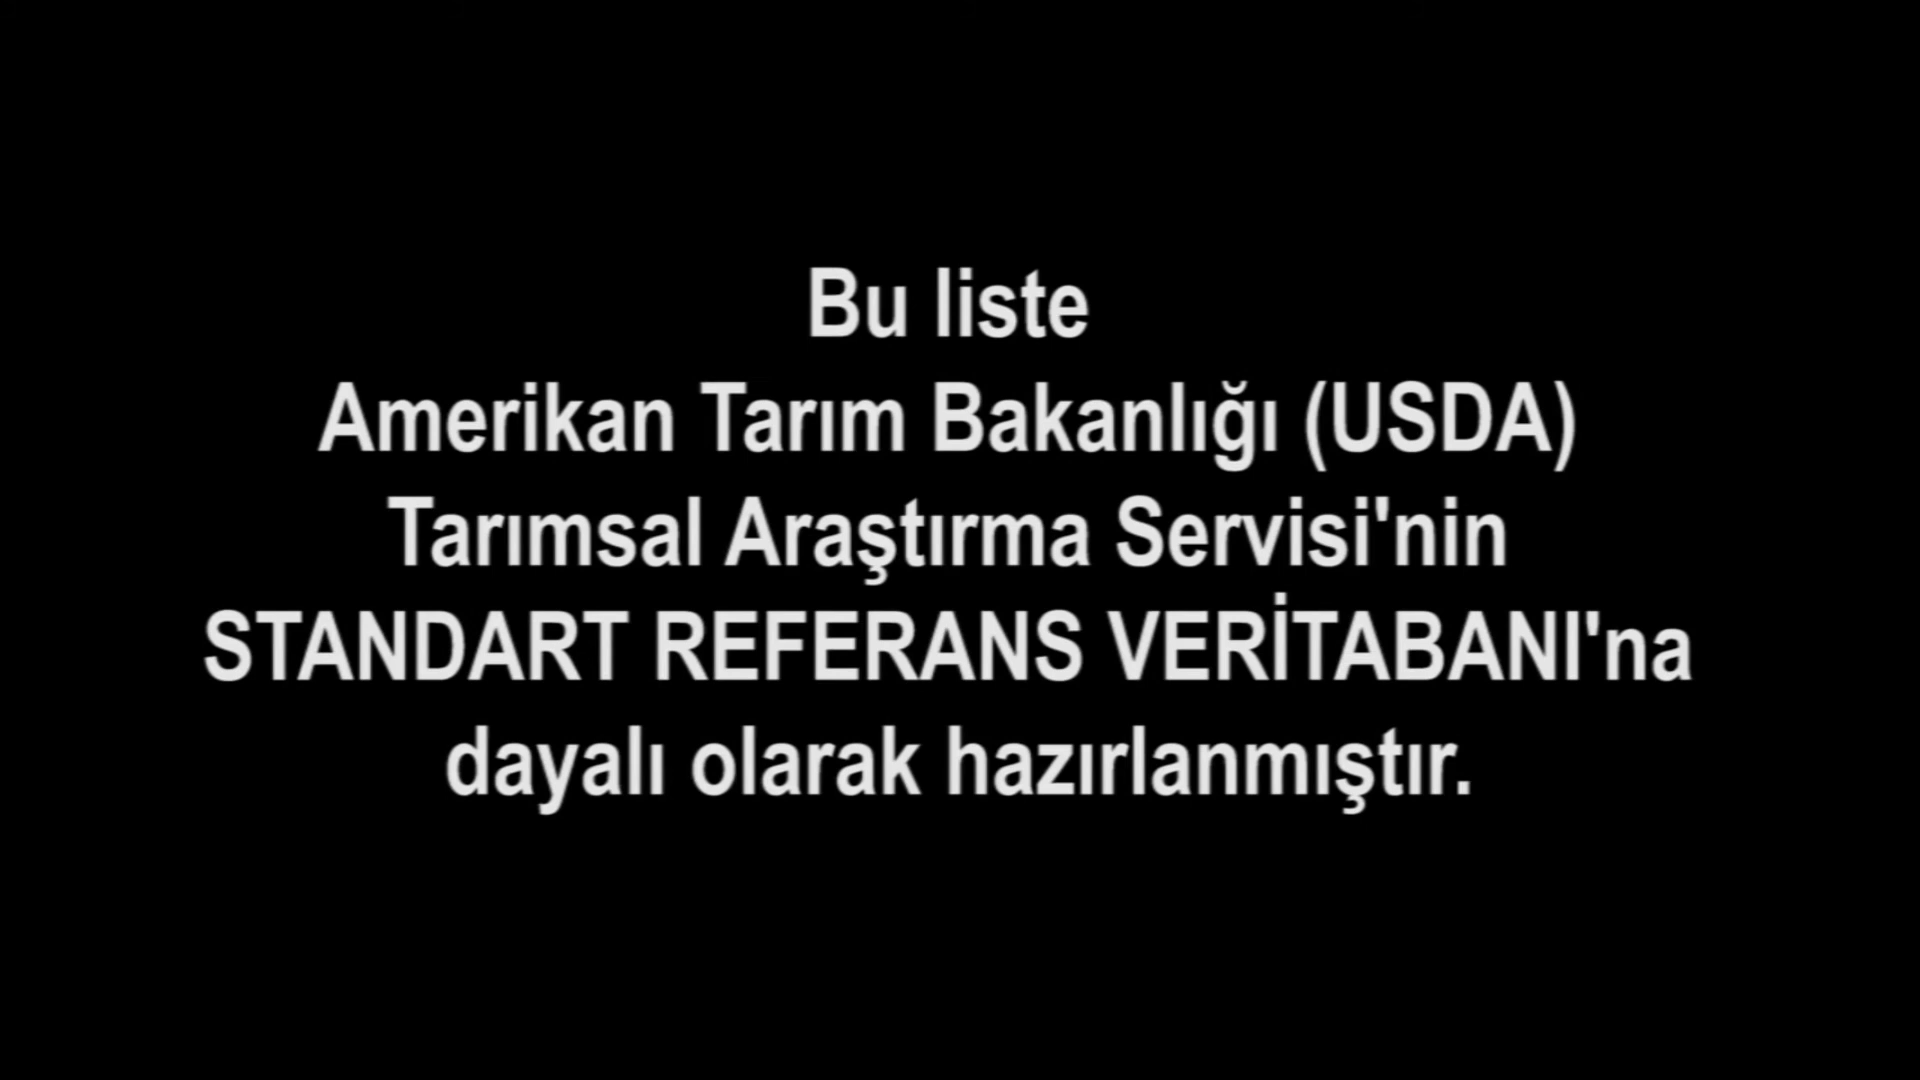 Bu liste
Amerikan Tarım Bakanlığı (USDA)
Tarımsal Araştırma Servisi'nin
STANDART REFERANS VERİTABANI'na
dayalı olarak hazırlanmıştır.